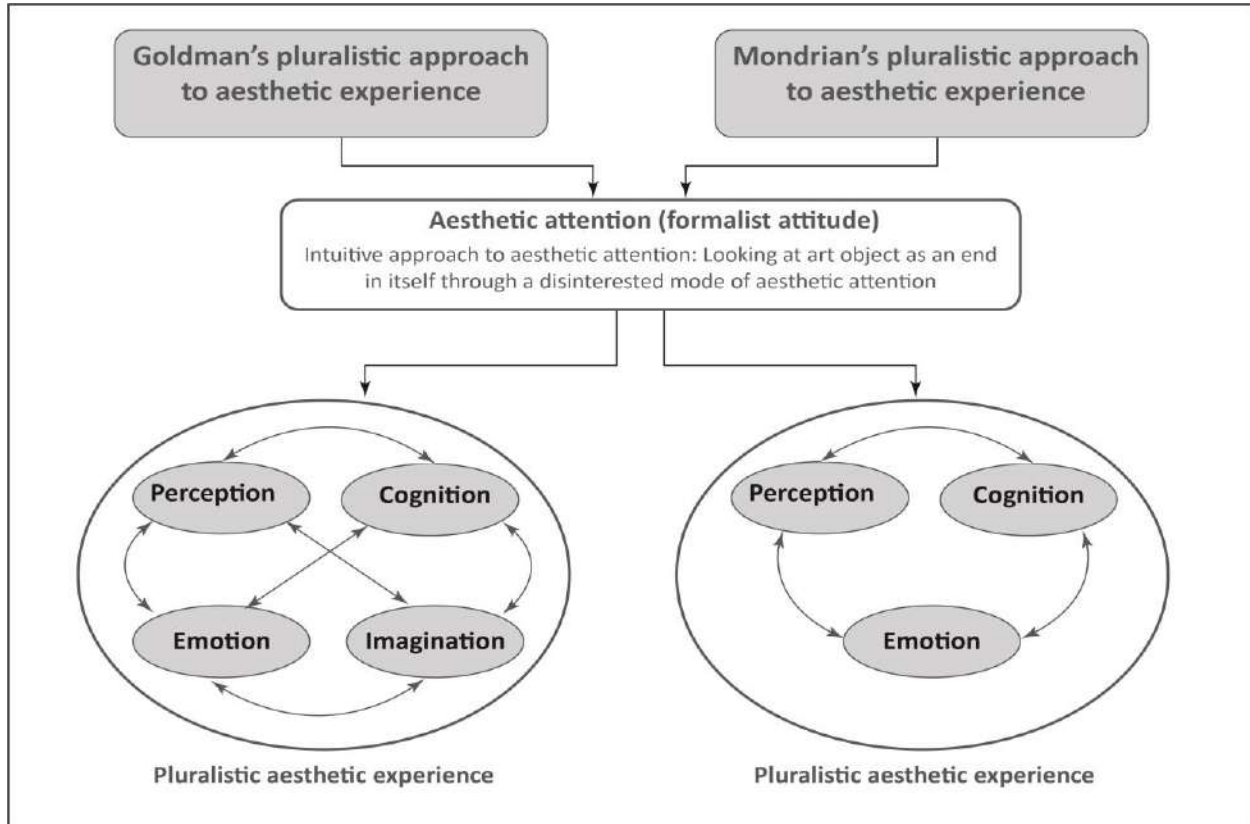 Goldman's pluralistic approach
to aesthetic experience
Mondrian's pluralistic approach
to aesthetic experience
Aesthetic attention (formalist attitude)
Intuitive approach to aesthetic attention: Looking at art object as an end
in itself through a disinterested mode of aesthetic attention
Perception
Cognition
Emotion
Imagination
Pluralistic aesthetic experience
Perception
Cognition
Emotion
Pluralistic aesthetic experience